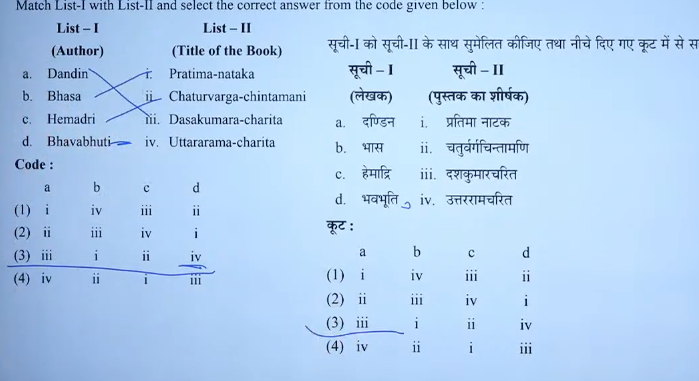 Match List-I with List-II and select the correct answer from the code given below :
List – I List – II
(Author) (Title of the Book)
a. Dandin i. Pratima-nataka
b. Bhasa ii. Chaturvarga-chintamani
c. Hemadri iii. Dasakumara-charita
d. Bhavabhuti iv. Uttararama-charita
Code :
a b c d
(1) i iv iii ii
(2) ii iii iv i
(3) iii i ii iv
(4) iv ii i iii
सूची-I को सूची-II के साथ सुमेलित कीजिए तथा नीचे दिए गए कूट में से स
सूची – I सूची – II
(लेखक) (पुस्तक का शीर्षक)
a. दण्डिन i. प्रतिमा नाटक
b. भास ii. चतुर्वर्गचिन्तामणि
c. हेमाद्रि iii. दशकुमारचरित
d. भवभूति iv. उत्तररामचरित
कूट :
a b c d
(1) i iv iii ii
(2) ii iii iv i
(3) iii i ii iv
(4) iv ii i iii